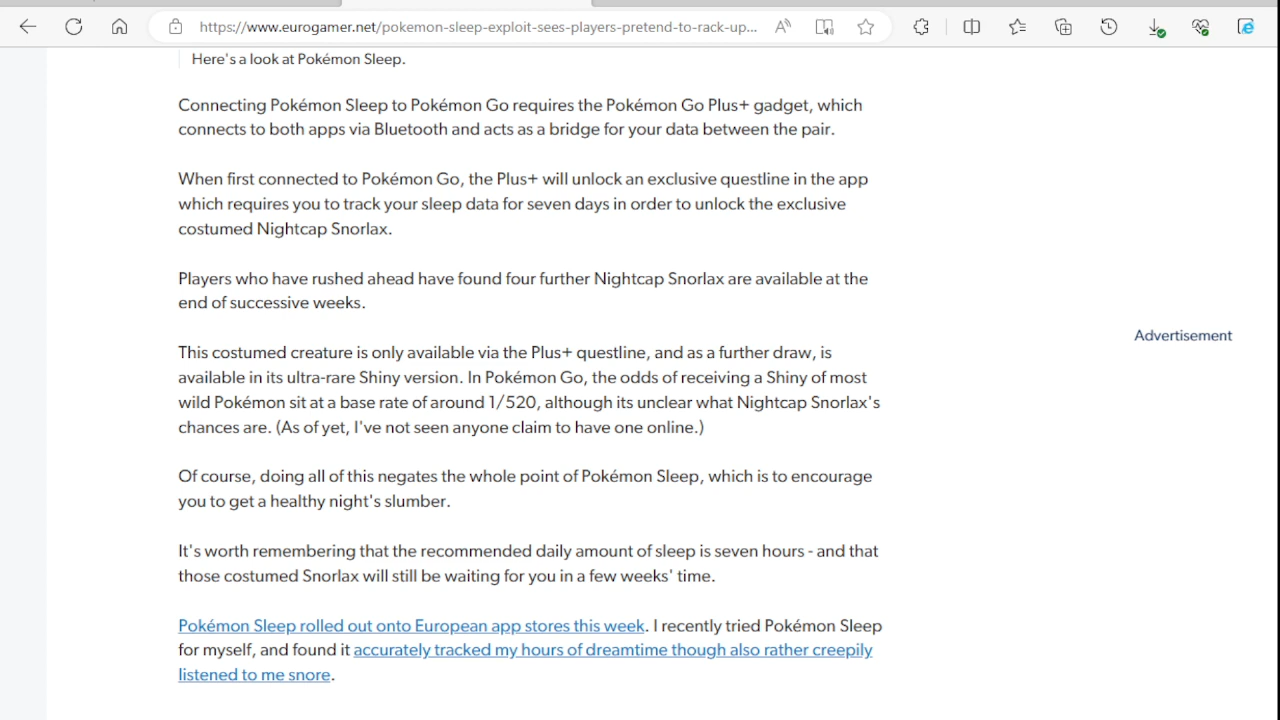 https://www.eurogamer.net/pokemon-sleep-exploit-sees-players-pretend-to-rack-up...
Here's a look at Pokémon Sleep.
Connecting Pokémon Sleep to Pokémon Go requires the Pokémon Go Plus+ gadget, which
connects to both apps via Bluetooth and acts as a bridge for your data between the pair.
When first connected to Pokémon Go, the Plus+ will unlock an exclusive questline in the app
which requires you to track your sleep data for seven days in order to unlock the exclusive
costumed Nightcap Snorlax.
Players who have rushed ahead have found four further Nightcap Snorlax are available at the
end of successive weeks.
Advertisement
This costumed creature is only available via the Plus+ questline, and as a further draw, is
available in its ultra-rare Shiny version. In Pokémon Go, the odds of receiving a Shiny of most
wild Pokémon sit at a base rate of around 1/520, although its unclear what Nightcap Snorlax's
chances are. (As of yet, I've not seen anyone claim to have one online.)
Of course, doing all of this negates the whole point of Pokémon Sleep, which is to encourage
you to get a healthy night's slumber.
It's worth remembering that the recommended daily amount of sleep is seven hours - and that
those costumed Snorlax will still be waiting for you in a few weeks' time.
Pokémon Sleep rolled out onto European app stores this week. I recently tried Pokémon Sleep
for myself, and found it accurately tracked my hours of dreamtime though also rather creepily
listened to me snore.